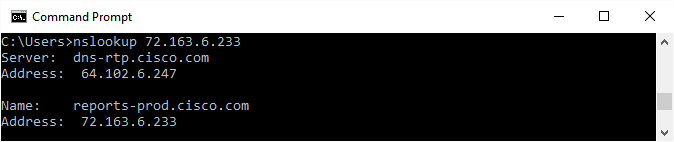 Command Prompt
C:\Users>nslookup 72.163.6.233
Server:  dns-rtp.cisco.com
Address:  64.102.6.247
Name:    reports-prod.cisco.com
Address:  72.163.6.233